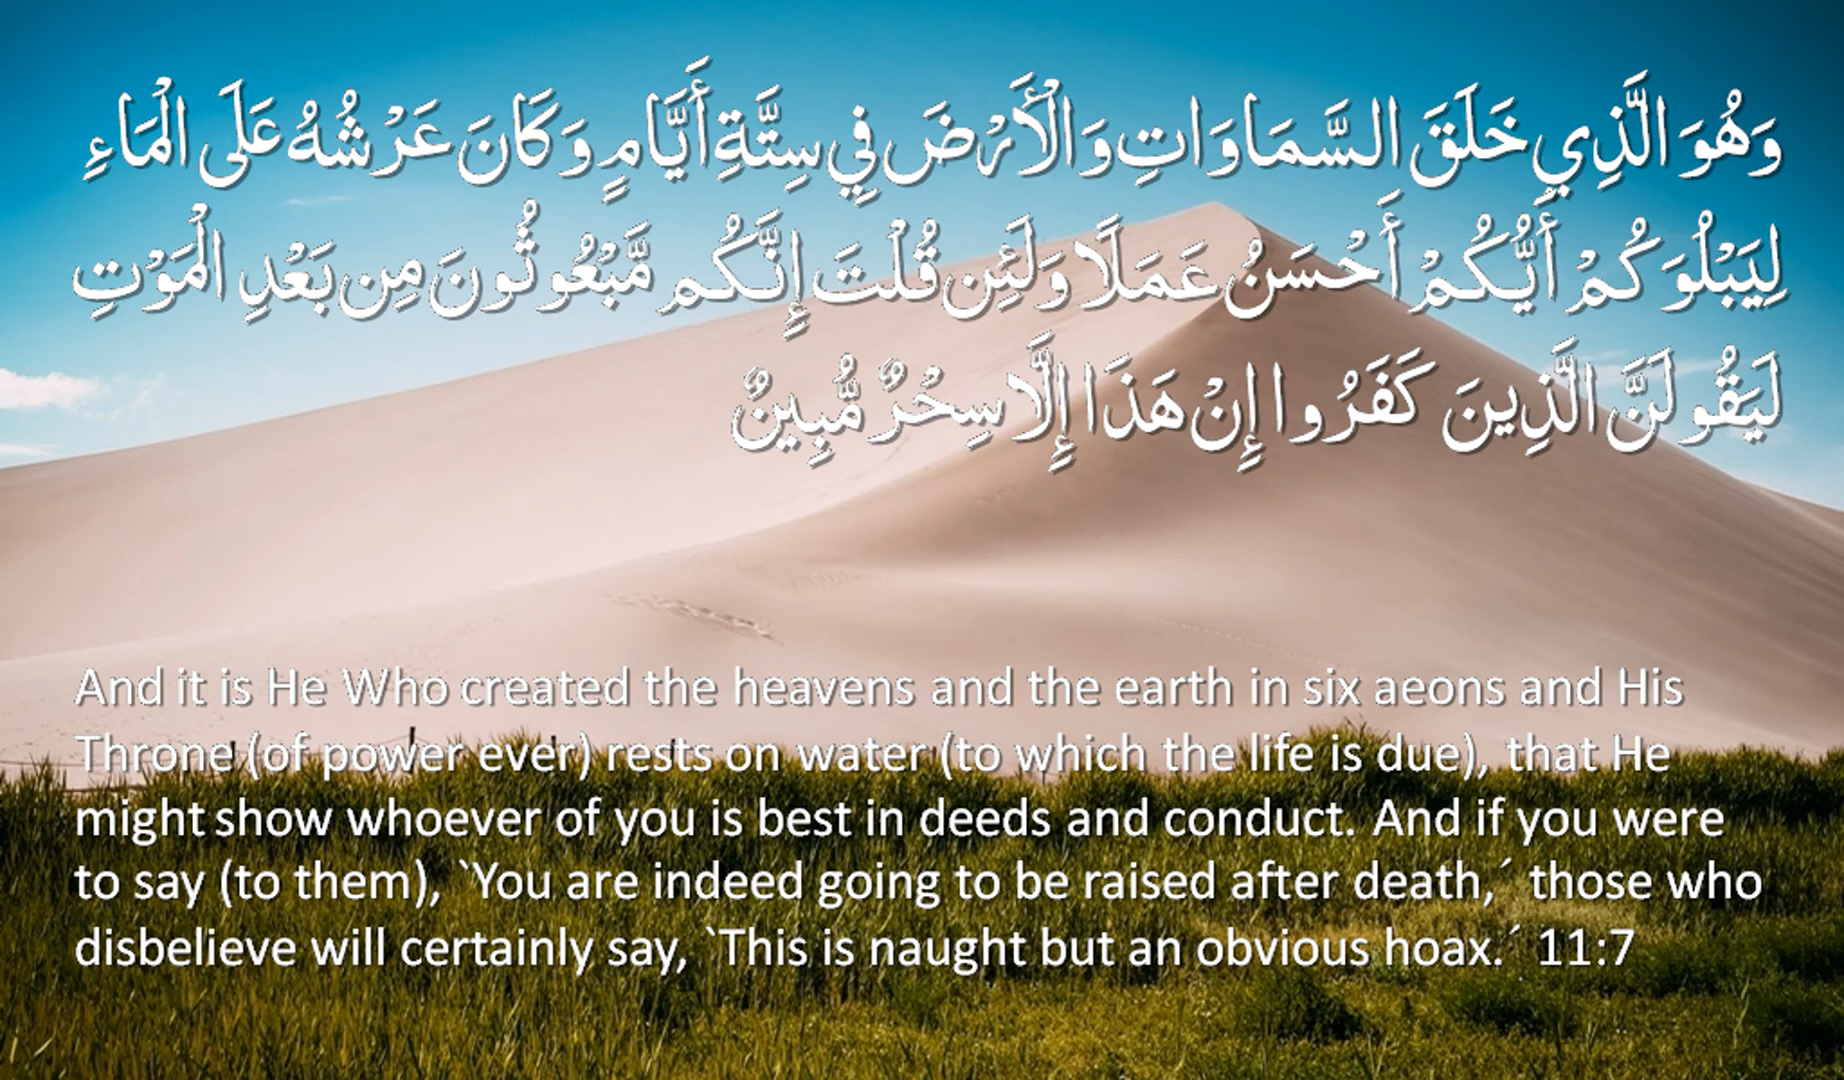 وَهُوَ الَّذِي خَلَقَ السَّمَاوَاتِ وَالْأَرْضَ فِي سِتَّةِ أَيَّامٍ وَكَانَ عَرْشُهُ عَلَى الْمَاءِ
لِيَبْلُوَكُمْ أَيُّكُمْ أَحْسَنُ عَمَلًا وَلَئِن قُلْتَ إِنَّكُم مَّبْعُوثُونَ مِن بَعْدِ الْمَوْتِ
لَيَقُولَنَّ الَّذِينَ كَفَرُوا إِنْ هَذَا إِلَّا سِحْرٌ مُّبِينٌ
And it is He Who created the heavens and the earth in six aeons and His
Throne (of power ever) rests on water (to which the life is due), that He
might show whoever of you is best in deeds and conduct. And if you were
to say (to them), `You are indeed going to be raised after death,´ those who
disbelieve will certainly say, `This is naught but an obvious hoax.´ 11:7